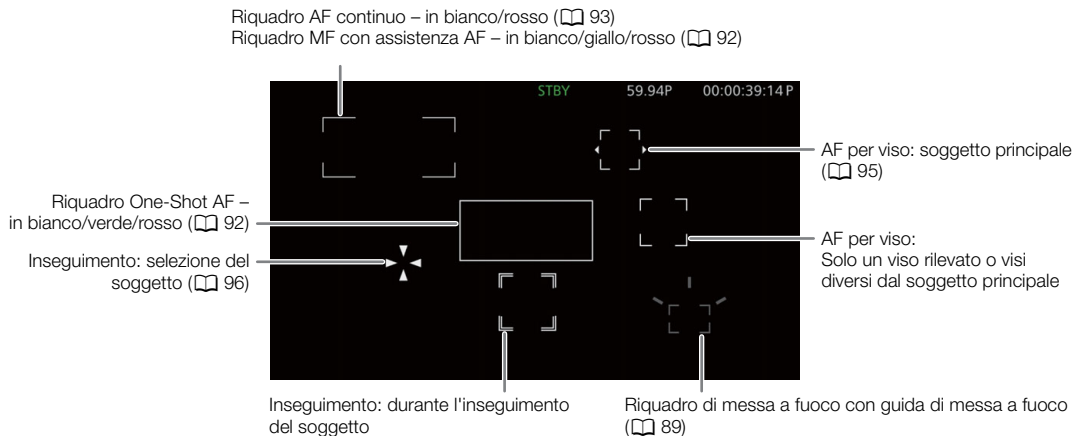 Riquadro AF continuo – in bianco/rosso (📖 93)
Riquadro MF con assistenza AF – in bianco/giallo/rosso (📖 92)
STBY 59.94P 00:00:39:14 P
AF per viso: soggetto principale
(📖 95)
Riquadro One-Shot AF –
in bianco/verde/rosso (📖 92)
Inseguimento: selezione del
soggetto (📖 96)
AF per viso:
Solo un viso rilevato o visi
diversi dal soggetto principale
Inseguimento: durante l'inseguimento
del soggetto
Riquadro di messa a fuoco con guida di messa a fuoco
(📖 89)